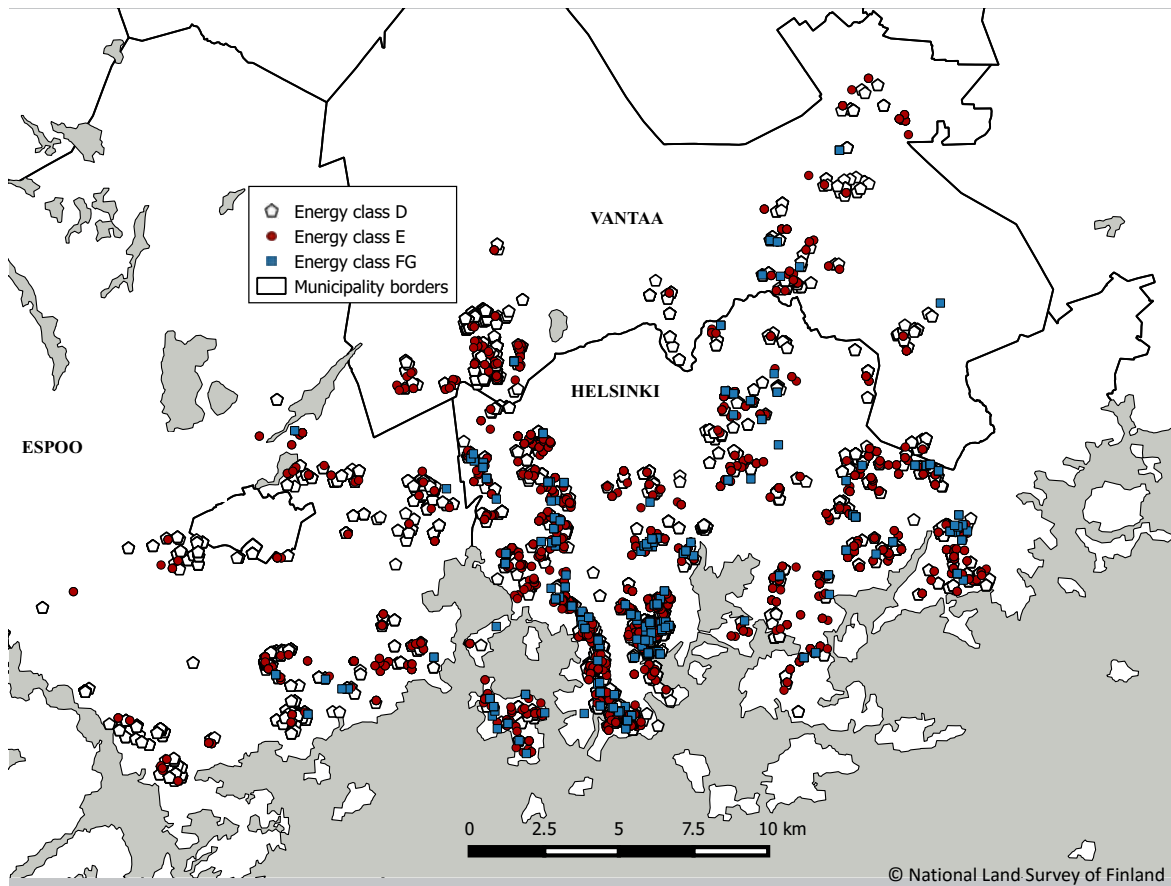 VANTAA
Energy class D
Energy class E
Energy class FG
Municipality borders
HELSINKI
ESPOO
0 2.5 5 7.5 10 km
© National Land Survey of Finland